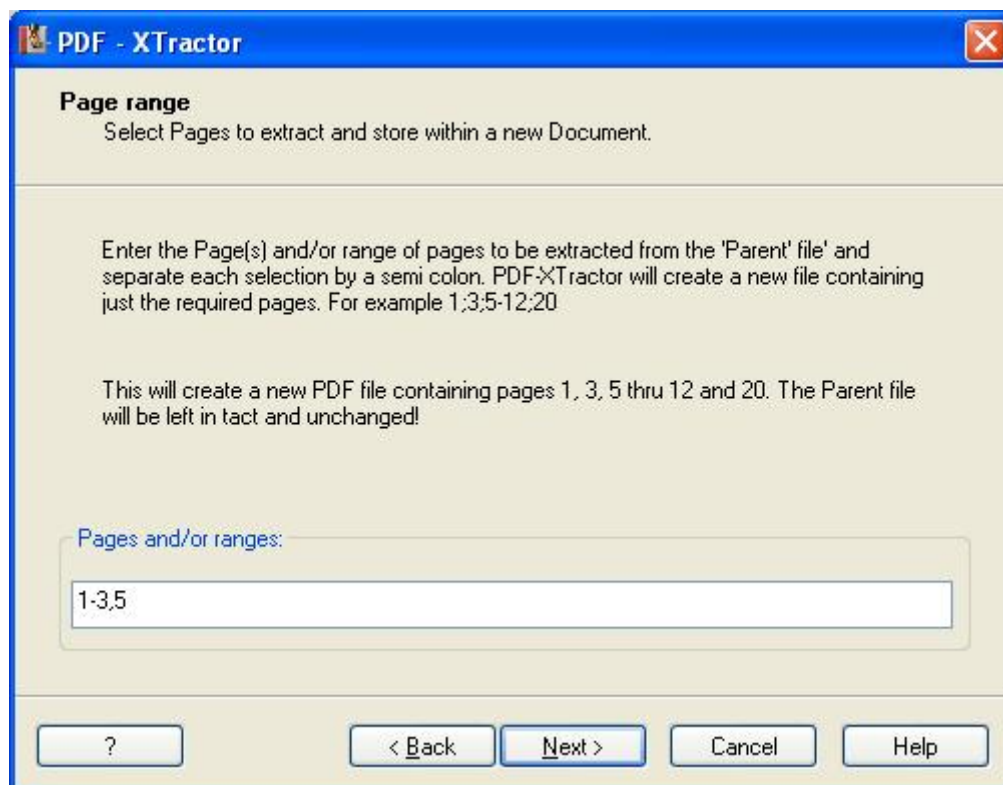 PDF - XTractor
Page range
Select Pages to extract and store within a new Document.
Enter the Page(s) and/or range of pages to be extracted from the 'Parent' file' and
separate each selection by a semi colon. PDF-XTractor will create a new file containing
just the required pages. For example 1;3;5-12;20
This will create a new PDF file containing pages 1, 3, 5 thru 12 and 20. The Parent file
will be left in tact and unchanged!
Pages and/or ranges:
1-3,5
? < Back Next > Cancel Help